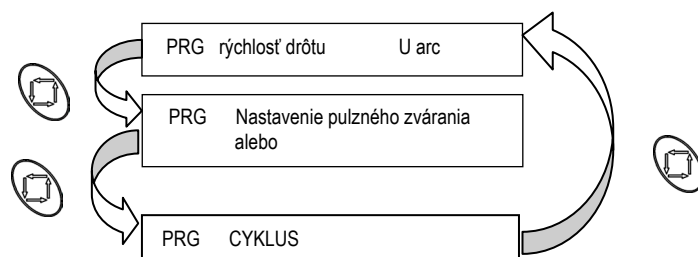 PRG rýchlosť drôtu U arc
PRG Nastavenie pulzného zvárania
alebo
PRG CYKLUS